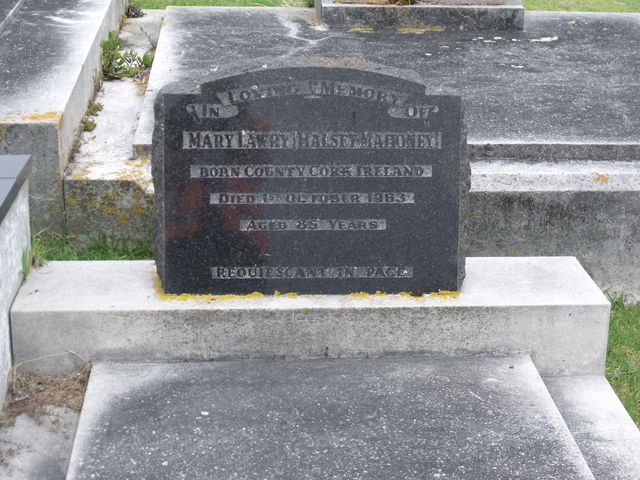 IN LOVING MEMORY OF
MARY LAWRY (HALSEY-MAHONEY)
BORN COUNTY CORK IRELAND
DIED 1ST OCTOBER 1963
AGED 85 YEARS
REQUIESCANT IN PACE